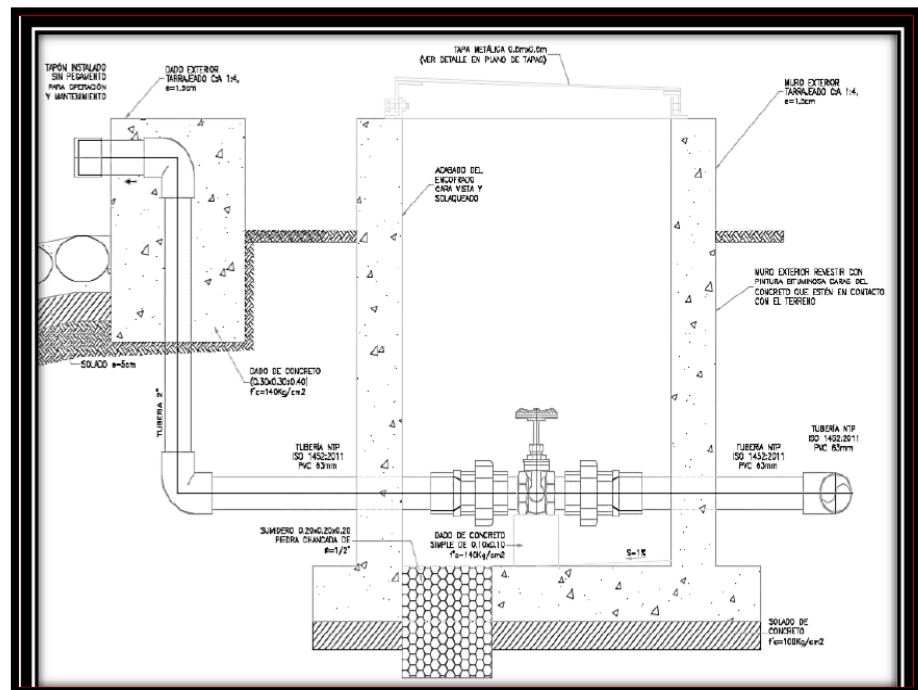 TAPÓN INSTALADO
SIN PEGAMENTO
PARA OPERACIÓN
Y MANTENIMIENTO
DADO EXTERIOR
TARRAJEADO C:A 1:4,
e=1.5cm
TAPA METÁLICA 0.6mx0.6m
(VER DETALLE EN PLANO DE TAPAS)
MURO EXTERIOR
TARRAJEADO C:A 1:4,
e=1.5cm
ACABADO DEL
ENCOFRADO
CARA VISTA Y
SOLAQUEADO
MURO EXTERIOR REVESTIR CON
PINTURA BITUMINOSA CARAS DEL
CONCRETO QUE ESTÉN EN CONTACTO
CON EL TERRENO
SOLADO e=5cm
DADO DE CONCRETO
(0.30x0.30x0.40)
f'c=140Kg/cm2
TUBERIA 2"
TUBERÍA NTP
ISO 1452:2011
PVC 63mm
TUBERÍA NTP
ISO 1452:2011
PVC 63mm
TUBERÍA NTP
ISO 1452:2011
PVC 63mm
SUMIDERO 0.20x0.20x0.20
PIEDRA CHANCADA DE
DADO DE CONCRETO
SIMPLE DE 0.10x0.10
f'c=140Kg/cm2
S=1%
SOLADO DE
CONCRETO
f'c=100Kg/cm2